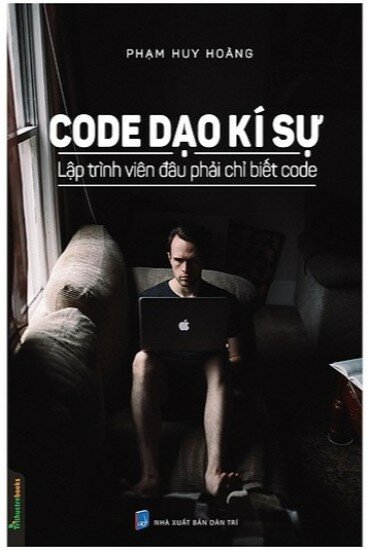 PHẠM HUY HOÀNG
CODE DẠO KÍ SỰ
Lập trình viên đâu phải chỉ biết code
Trithuctrebooks
NHÀ XUẤT BẢN DÂN TRÍ